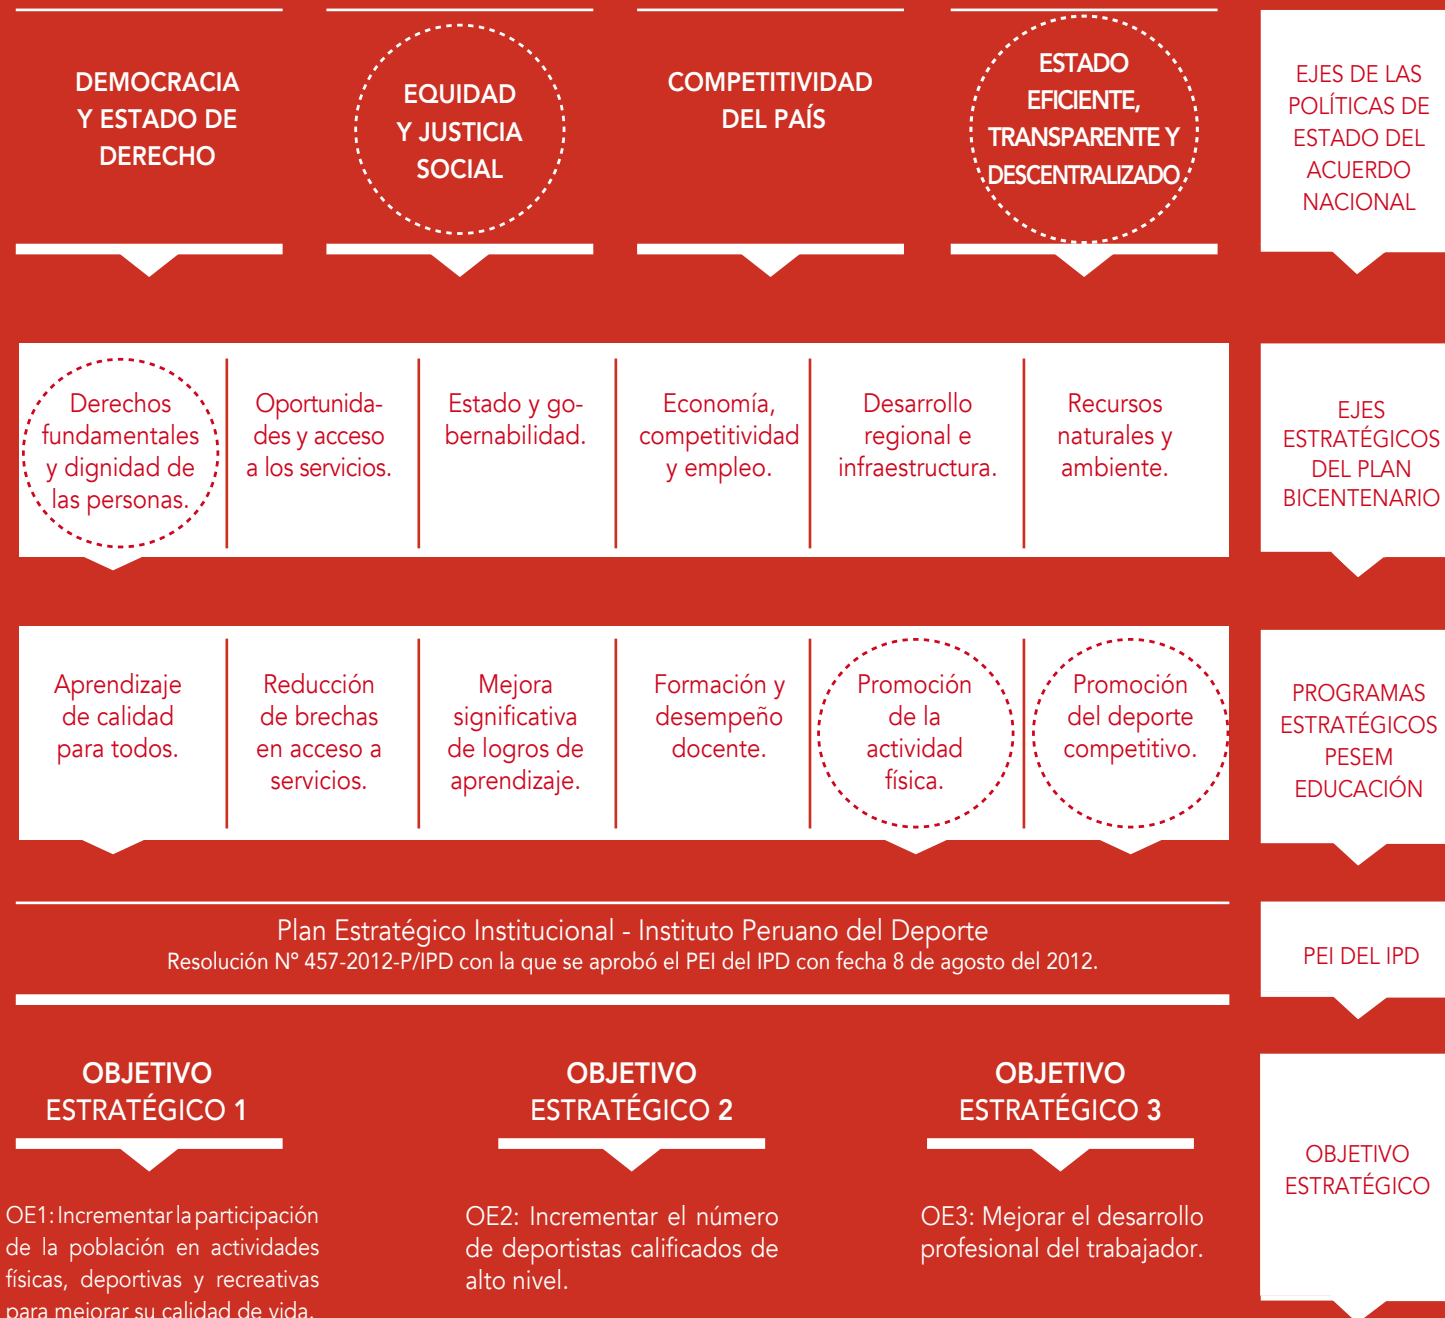 DEMOCRACIA
Y ESTADO DE
DERECHO
EQUIDAD
Y JUSTICIA
SOCIAL
COMPETITIVIDAD
DEL PAÍS
ESTADO
EFICIENTE,
TRANSPARENTE Y
DESCENTRALIZADO
EJES DE LAS
POLÍTICAS DE
ESTADO DEL
ACUERDO
NACIONAL
Derechos
fundamentales
y dignidad de
las personas.
Oportunida-
des y acceso
a los servicios.
Estado y go-
bernabilidad.
Economía,
competitividad
y empleo.
Desarrollo
regional e
infraestructura.
Recursos
naturales y
ambiente.
EJES
ESTRATÉGICOS
DEL PLAN
BICENTENARIO
Aprendizaje
de calidad
para todos.
Reducción
de brechas
en acceso a
servicios.
Mejora
significativa
de logros de
aprendizaje.
Formación y
desempeño
docente.
Promoción
de la
actividad
física.
Promoción
del deporte
competitivo.
PROGRAMAS
ESTRATÉGICOS
PESEM
EDUCACIÓN
Plan Estratégico Institucional - Instituto Peruano del Deporte
Resolución N° 457-2012-P/IPD con la que se aprobó el PEI del IPD con fecha 8 de agosto del 2012.
PEI DEL IPD
OBJETIVO
ESTRATÉGICO 1
OBJETIVO
ESTRATÉGICO 2
OBJETIVO
ESTRATÉGICO 3
OBJETIVO
ESTRATÉGICO
OE1: Incrementar la participación
de la población en actividades
físicas, deportivas y recreativas
para mejorar su calidad de vida.
OE2: Incrementar el número
de deportistas calificados de
alto nivel.
OE3: Mejorar el desarrollo
profesional del trabajador.